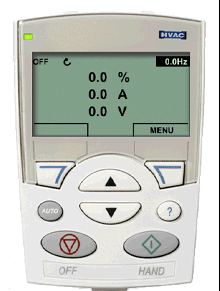 HVAC
OFF 0.0Hz
0.0 %
0.0 A
0.0 V
MENU
AUTO ?
OFF HAND